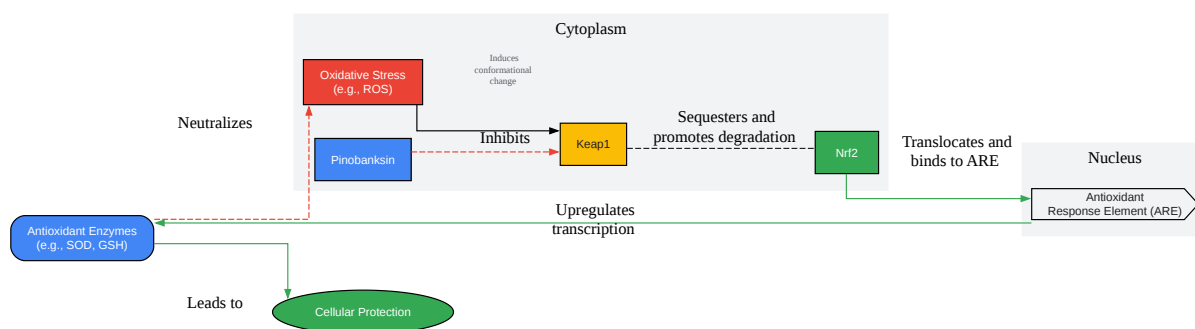 Cytoplasm
Induces
conformational
change
Oxidative Stress
(e.g., ROS)
Neutralizes
Inhibits
Sequesters and
promotes degradation
Keap1
Pinobanksin
Nrf2
Translocates and
binds to ARE
Nucleus
Antioxidant
Response Element (ARE)
Upregulates
transcription
Antioxidant Enzymes
(e.g., SOD, GSH)
Leads to
Cellular Protection